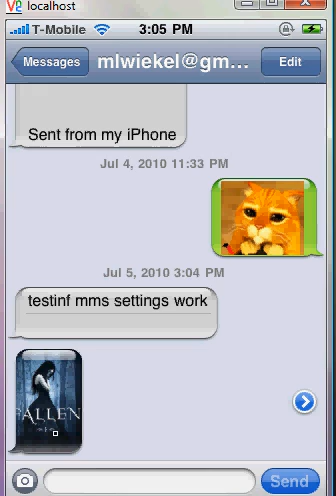 V2 localhost
T-Mobile 3:05 PM
Messages mlwiekel@gm... Edit
Sent from my iPhone
Jul 4, 2010 11:33 PM
Jul 5, 2010 3:04 PM
testinf mms settings work
FALLEN
Send